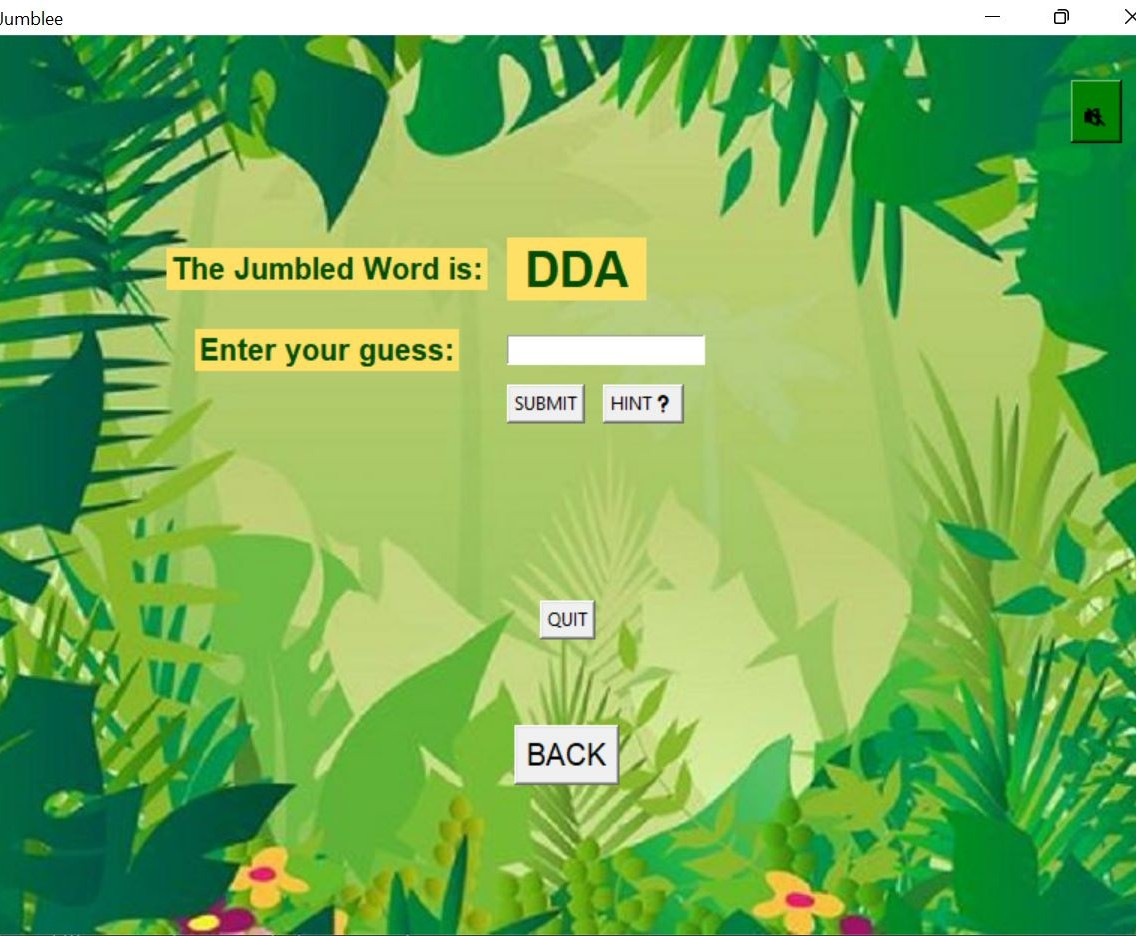 Jumblee
The Jumbled Word is: DDA
Enter your guess:
SUBMIT HINT❓
QUIT
BACK